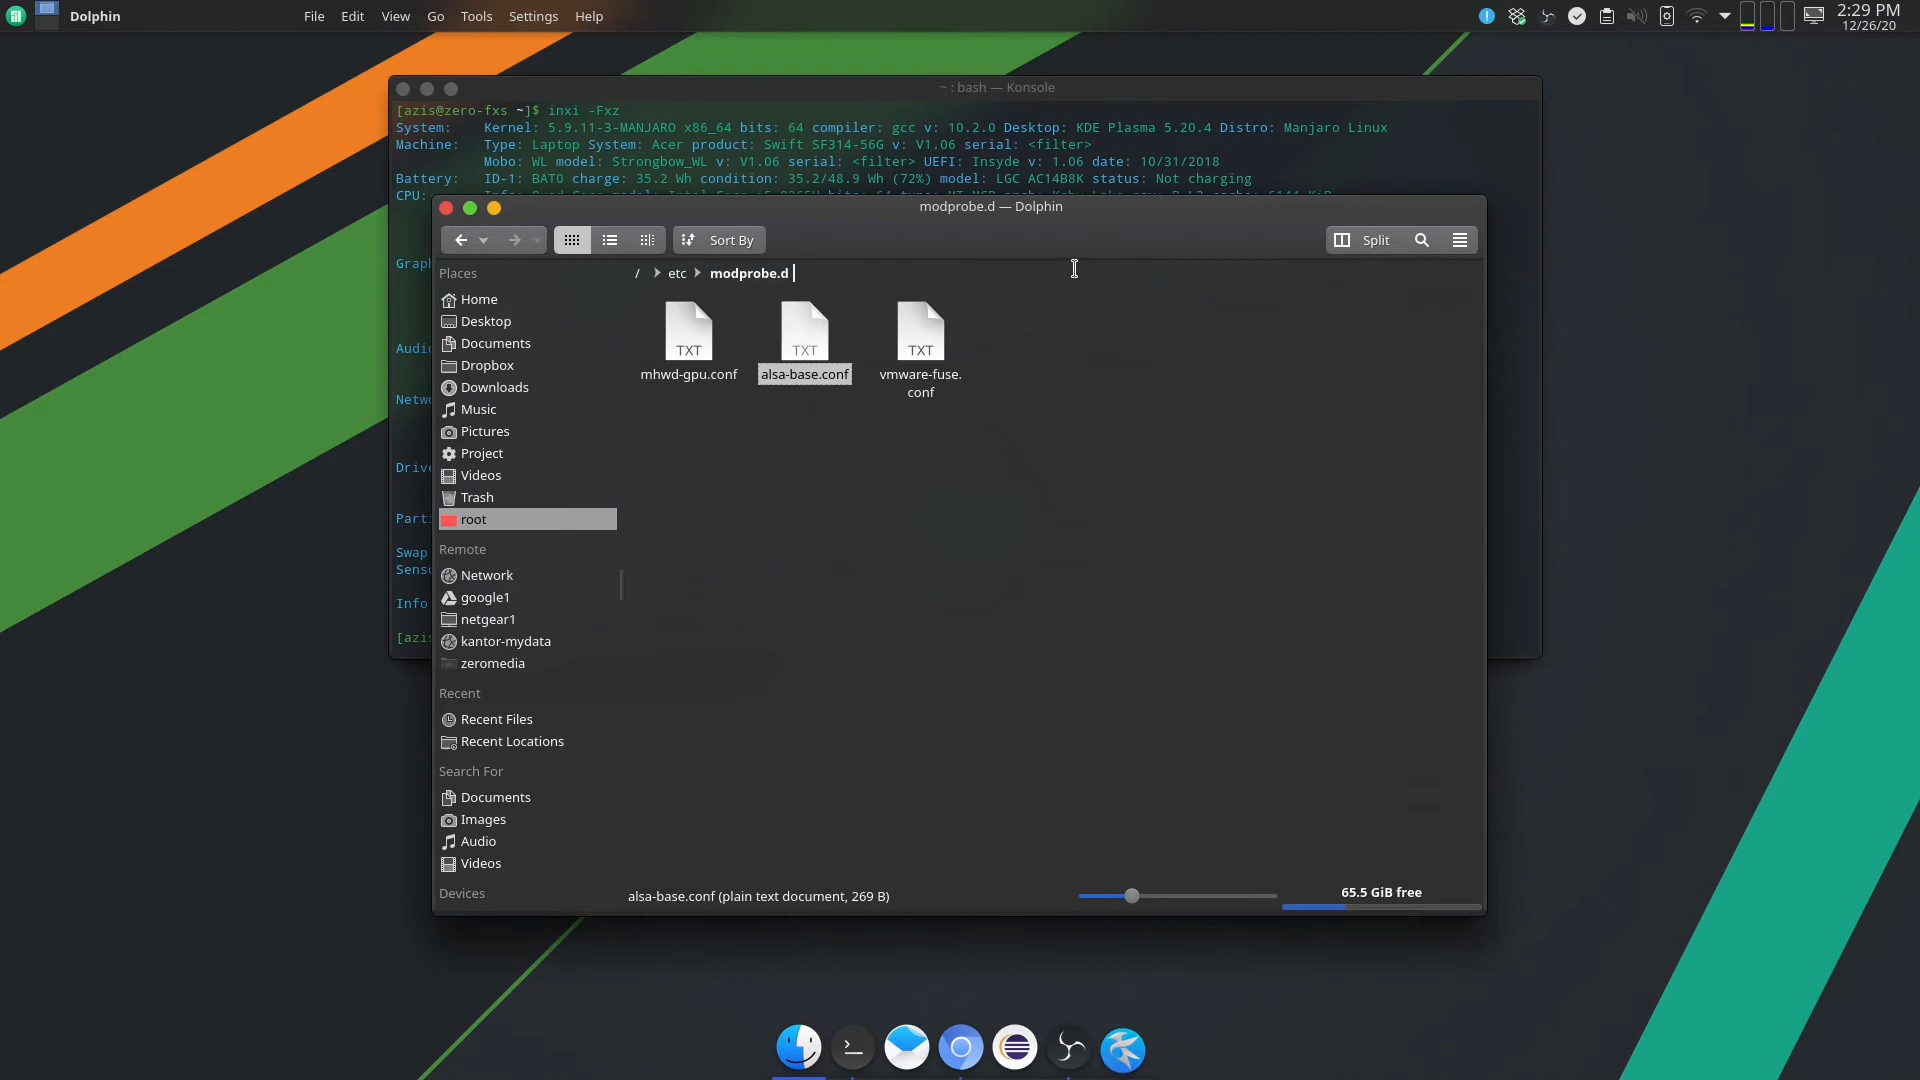 Dolphin File Edit View Go Tools Settings Help 2:29 PM
12/26/20
~ : bash — Konsole
[azis@zero-fxs ~]$ inxi -Fxz
System: Kernel: 5.9.11-3-MANJARO x86_64 bits: 64 compiler: gcc v: 10.2.0 Desktop: KDE Plasma 5.20.4 Distro: Manjaro Linux
Machine: Type: Laptop System: Acer product: Swift SF314-56G v: V1.06 serial: <filter>
Mobo: WL model: Strongbow_WL v: V1.06 serial: <filter> UEFI: Insyde v: 1.06 date: 10/31/2018
Battery: ID-1: BAT0 charge: 35.2 Wh condition: 35.2/48.9 Wh (72%) model: LGC AC14B8K status: Not charging
CPU:
Graph
Audi
Netwo
Drive
Part
Swap
Senso
Info
[azis
modprobe.d — Dolphin
Sort By Split
Places
Home
Desktop
Documents
Dropbox
Downloads
Music
Pictures
Project
Videos
Trash
root
Remote
Network
google1
netgear1
kantor-mydata
zeromedia
Recent
Recent Files
Recent Locations
Search For
Documents
Images
Audio
Videos
Devices
/ etc modprobe.d
TXT TXT TXT
mhwd-gpu.conf alsa-base.conf vmware-fuse.
conf
alsa-base.conf (plain text document, 269 B) 65.5 GiB free